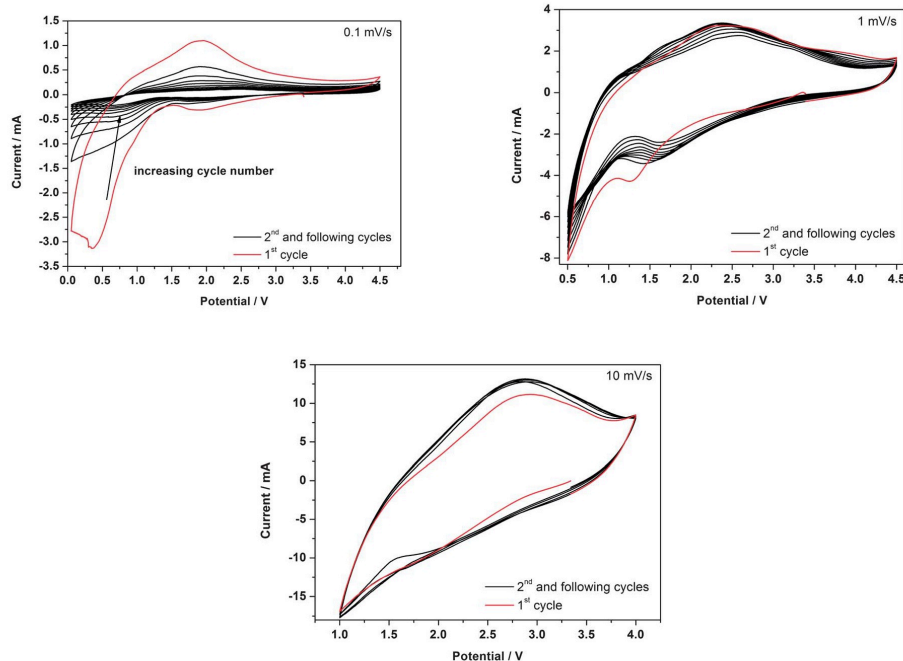 0.1 mV/s
1.5
1.0
0.5
0.0
-0.5
-1.0
-1.5
-2.0
-2.5
-3.0
-3.5
Current / mA
increasing cycle number
2nd and following cycles
1st cycle
0.0 0.5 1.0 1.5 2.0 2.5 3.0 3.5 4.0 4.5
Potential / V
1 mV/s
4
2
0
-2
-4
-6
-8
Current / mA
2nd and following cycles
1st cycle
0.5 1.0 1.5 2.0 2.5 3.0 3.5 4.0 4.5
Potential / V
10 mV/s
15
10
5
0
-5
-10
-15
Current / mA
2nd and following cycles
1st cycle
1.0 1.5 2.0 2.5 3.0 3.5 4.0
Potential / V